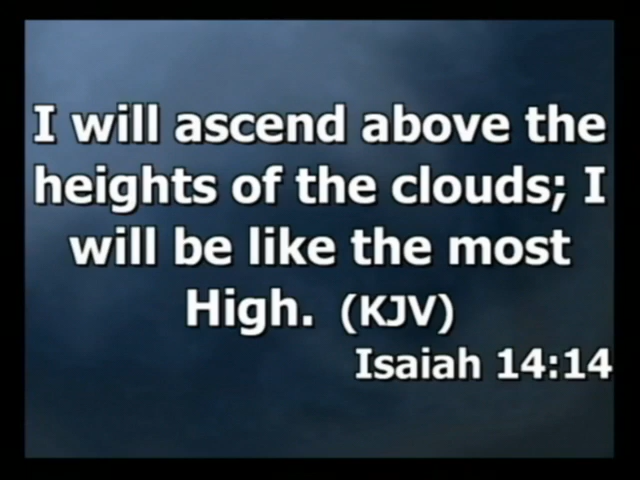 I will ascend above the
heights of the clouds; I
will be like the most
High. (KJV)
Isaiah 14:14